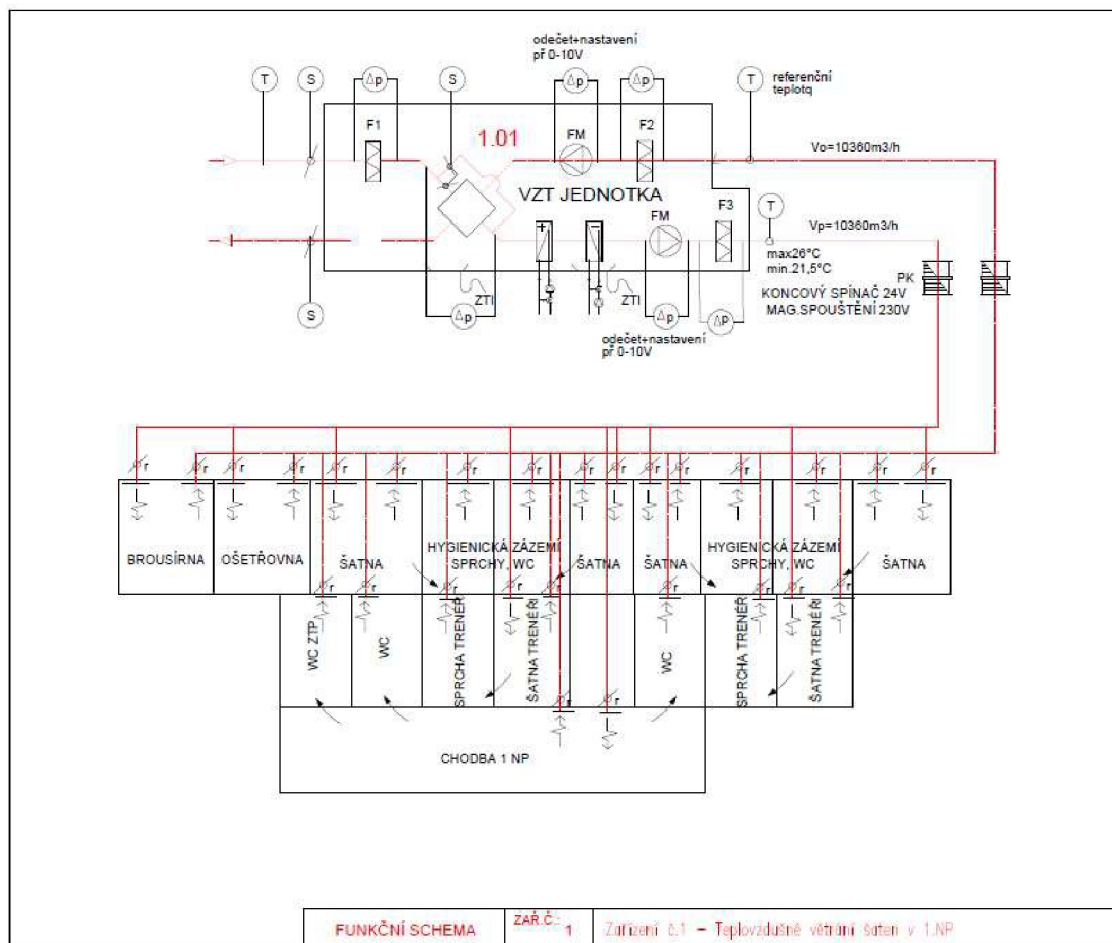 odečet+nastavení
př 0-10V
T
S
Δp
S
Δp
Δp
T
referenční
teplotq
F1
1.01
FM
F2
Vo=10360m3/h
VZT JEDNOTKA
FM
F3
T
Vp=10360m3/h
+
−
max26°C
min.21,5°C
PK
ZTI
ZTI
KONCOVÝ SPÍNAČ 24V
MAG.SPOUŠTĚNÍ 230V
S
Δp
Δp
odečet+nastavení
př 0-10V
r r r r r r r r r r r r r r r r
BROUSÍRNA
OŠETŘOVNA
ŠATNA
HYGIENICKÁ ZÁZEMÍ
SPRCHY, WC
ŠATNA
ŠATNA
HYGIENICKÁ ZÁZEMÍ
SPRCHY, WC
ŠATNA
r r r r r r r r
WC ZTP
WC
SPRCHA TRENÉŘI
ŠATNA TRENÉŘI
WC
SPRCHA TRENÉŘI
ŠATNA TRENÉŘI
r r
CHODBA 1 NP
FUNKČNÍ SCHEMA
ZAŘ.Č.:
1
Zařízení č.1 – Teplovzdušné větrání šaten v 1.NP